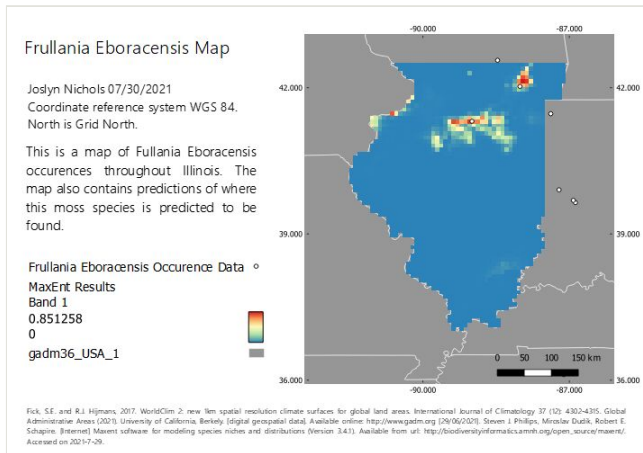 Frullania Eboracensis Map
Joslyn Nichols 07/30/2021
Coordinate reference system WGS 84.
North is Grid North.
This is a map of Fullania Eboracensis
occurences throughout Illinois. The
map also contains predictions of where
this moss species is predicted to be
found.
Frullania Eboracensis Occurence Data
MaxEnt Results
Band 1
0.851258
0
gadm36_USA_1
-90.000
-87.000
42.000
42.000
39.000
39.000
36.000
36.000
0 50 100 150 km
-90.000
-87.000
Fick, S.E. and R.J. Hijmans, 2017. WorldClim 2: new 1km spatial resolution climate surfaces for global land areas. International Journal of Climatology 37 (12): 4302-4315. Global
Administrative Areas (2021). University of California, Berkely. [digital geospatial data]. Available online: http://www.gadm.org [29/06/2021]. Steven J. Phillips, Miroslav Dudík, Robert E.
Schapire. [Internet] Maxent software for modeling species niches and distributions (Version 3.4.1). Available from url: http://biodiversityinformatics.amnh.org/open_source/maxent/.
Accessed on 2021-7-29.